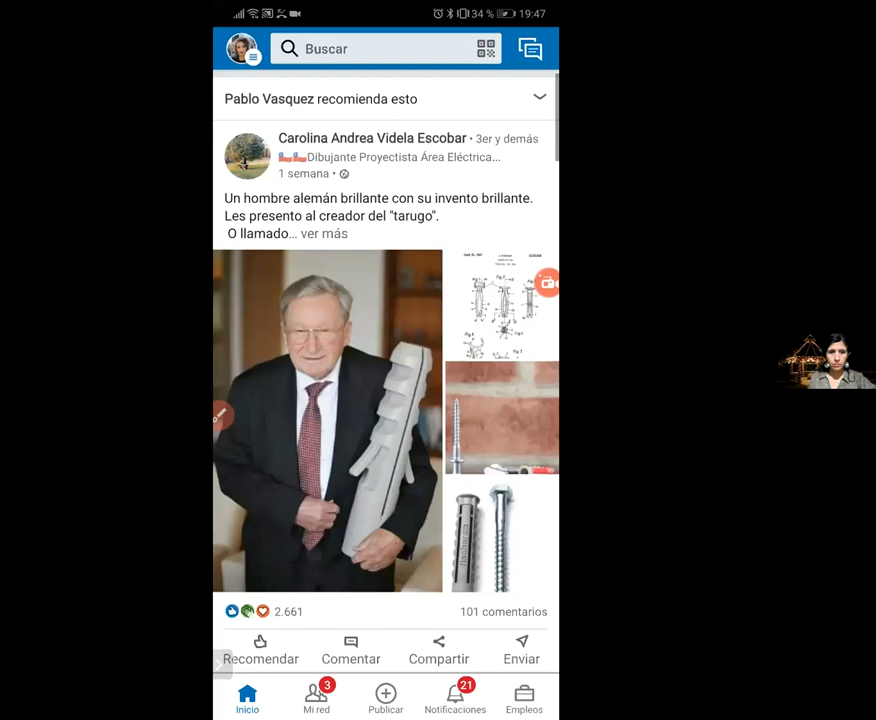 34 % 19:47
Buscar
Pablo Vasquez recomienda esto
Carolina Andrea Videla Escobar • 3er y demás
🇨🇱🇨🇱Dibujante Proyectista Área Eléctrica...
1 semana •
Un hombre alemán brillante con su invento brillante.
Les presento al creador del "tarugo".
O llamado... ver más
2.661 101 comentarios
Recomendar Comentar Compartir Enviar
3 21
Inicio Mi red Publicar Notificaciones Empleos